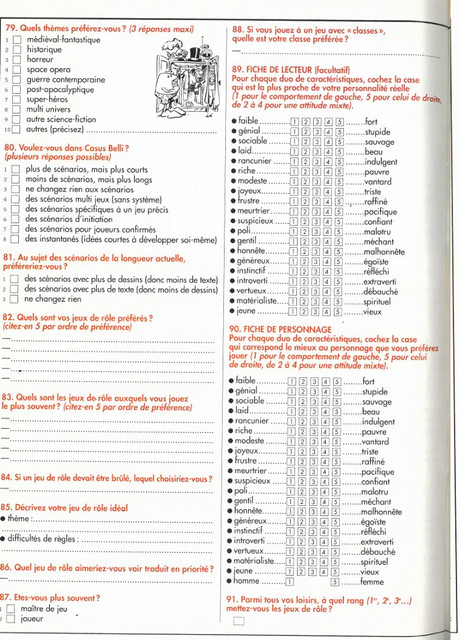 79. Quels thèmes préférez-vous ? (3 réponses maxi)
1 médiéval-fantastique
2 historique
3 horreur
4 space opera
5 guerre contemporaine
6 post-apocalyptique
7 super-héros
8 multi univers
9 autre science-fiction
10 autres (précisez)
80. Voulez-vous dans Casus Belli ?
(plusieurs réponses possibles)
1 plus de scénarios, mais plus courts
2 moins de scénarios, mais plus longs
3 ne changez rien aux scénarios
4 des scénarios multi jeux (sans système)
5 des scénarios spécifiques à un jeu précis
6 des scénarios d'initiation
7 des scénarios pour joueurs confirmés
8 des instantanés (idées courtes à développer soi-même)
81. Au sujet des scénarios de la longueur actuelle,
préféreriez-vous ?
1 des scénarios avec plus de dessins (donc moins de texte)
2 des scénarios avec plus de texte (donc moins de dessins)
3 ne changez rien
82. Quels sont vos jeux de rôle préférés ?
(citez-en 5 par ordre de préférence)
83. Quels sont les jeux de rôle auxquels vous jouez
le plus souvent ? (citez-en 5 par ordre de préférence)
84. Si un jeu de rôle devait être brûlé, lequel choisiriez-vous ?
85. Décrivez votre jeu de rôle idéal
● thème :
● difficultés de règles :
86. Quel jeu de rôle aimeriez-vous voir traduit en priorité ?
87. Etes-vous plus souvent ?
1 maître de jeu
2 joueur
88. Si vous jouez à un jeu avec « classes »,
quelle est votre classe préférée ?
89. FICHE DE LECTEUR (facultatif)
Pour chaque duo de caractéristiques, cochez la case
qui est la plus proche de votre personnalité réelle
(1 pour le comportement de gauche, 5 pour celui de droite,
de 2 à 4 pour une attitude mixte).
● faible 1 2 3 4 5 fort
● génial 1 2 3 4 5 stupide
● sociable 1 2 3 4 5 sauvage
● laid 1 2 3 4 5 beau
● rancunier 1 2 3 4 5 indulgent
● riche 1 2 3 4 5 pauvre
● modeste 1 2 3 4 5 vantard
● joyeux 1 2 3 4 5 triste
● frustre 1 2 3 4 5 raffiné
● meurtrier 1 2 3 4 5 pacifique
● suspicieux 1 2 3 4 5 confiant
● poli 1 2 3 4 5 malotru
● gentil 1 2 3 4 5 méchant
● honnête 1 2 3 4 5 malhonnête
● généreux 1 2 3 4 5 égoïste
● instinctif 1 2 3 4 5 réfléchi
● introverti 1 2 3 4 5 extraverti
● vertueux 1 2 3 4 5 débauché
● matérialiste 1 2 3 4 5 spirituel
● jeune 1 2 3 4 5 vieux
90. FICHE DE PERSONNAGE
Pour chaque duo de caractéristiques, cochez la case
qui correspond le mieux au personnage que vous préférez
jouer (1 pour le comportement de gauche, 5 pour celui
de droite, de 2 à 4 pour une attitude mixte).
● faible 1 2 3 4 5 fort
● génial 1 2 3 4 5 stupide
● sociable 1 2 3 4 5 sauvage
● laid 1 2 3 4 5 beau
● rancunier 1 2 3 4 5 indulgent
● riche 1 2 3 4 5 pauvre
● modeste 1 2 3 4 5 vantard
● joyeux 1 2 3 4 5 triste
● frustre 1 2 3 4 5 raffiné
● meurtrier 1 2 3 4 5 pacifique
● suspicieux 1 2 3 4 5 confiant
● poli 1 2 3 4 5 malotru
● gentil 1 2 3 4 5 méchant
● honnête 1 2 3 4 5 malhonnête
● généreux 1 2 3 4 5 égoïste
● instinctif 1 2 3 4 5 réfléchi
● introverti 1 2 3 4 5 extraverti
● vertueux 1 2 3 4 5 débauché
● matérialiste 1 2 3 4 5 spirituel
● jeune 1 2 3 4 5 vieux
● homme 1 5 femme
91. Parmi tous vos loisirs, à quel rang (1er, 2e, 3e...)
mettez-vous les jeux de rôle ?